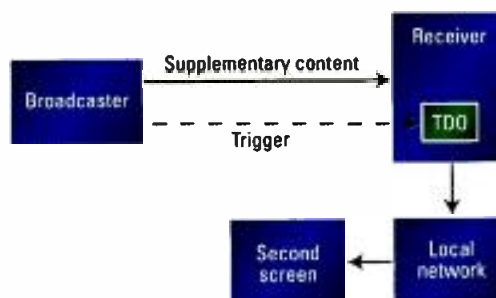 Receiver
Supplementary content
Broadcaster
TDO
Trigger
Second
screen
Local
network